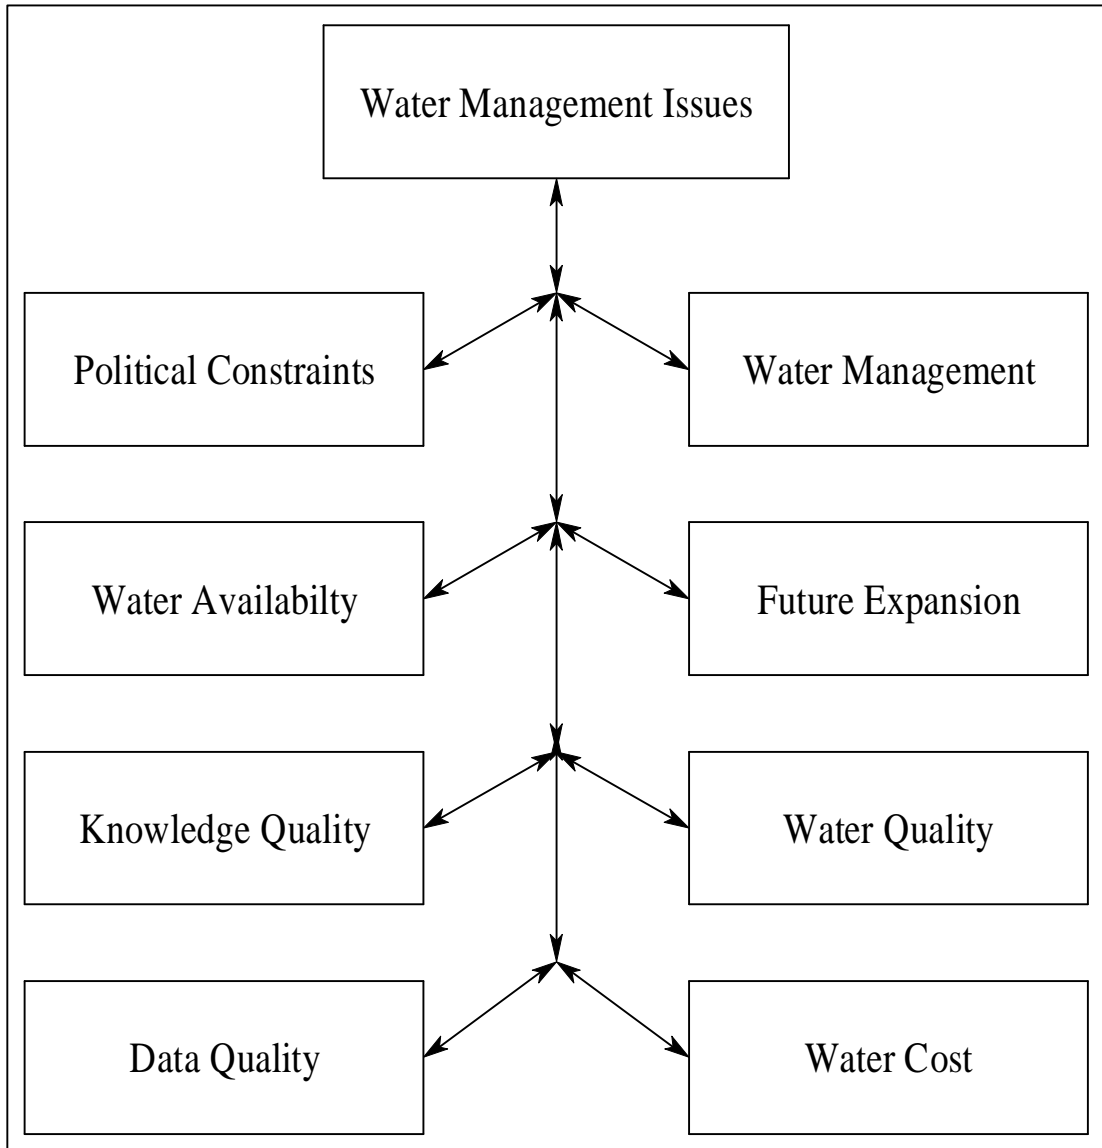 Water Management Issues
Political Constraints
Water Management
Water Availabilty
Future Expansion
Knowledge Quality
Water Quality
Data Quality
Water Cost